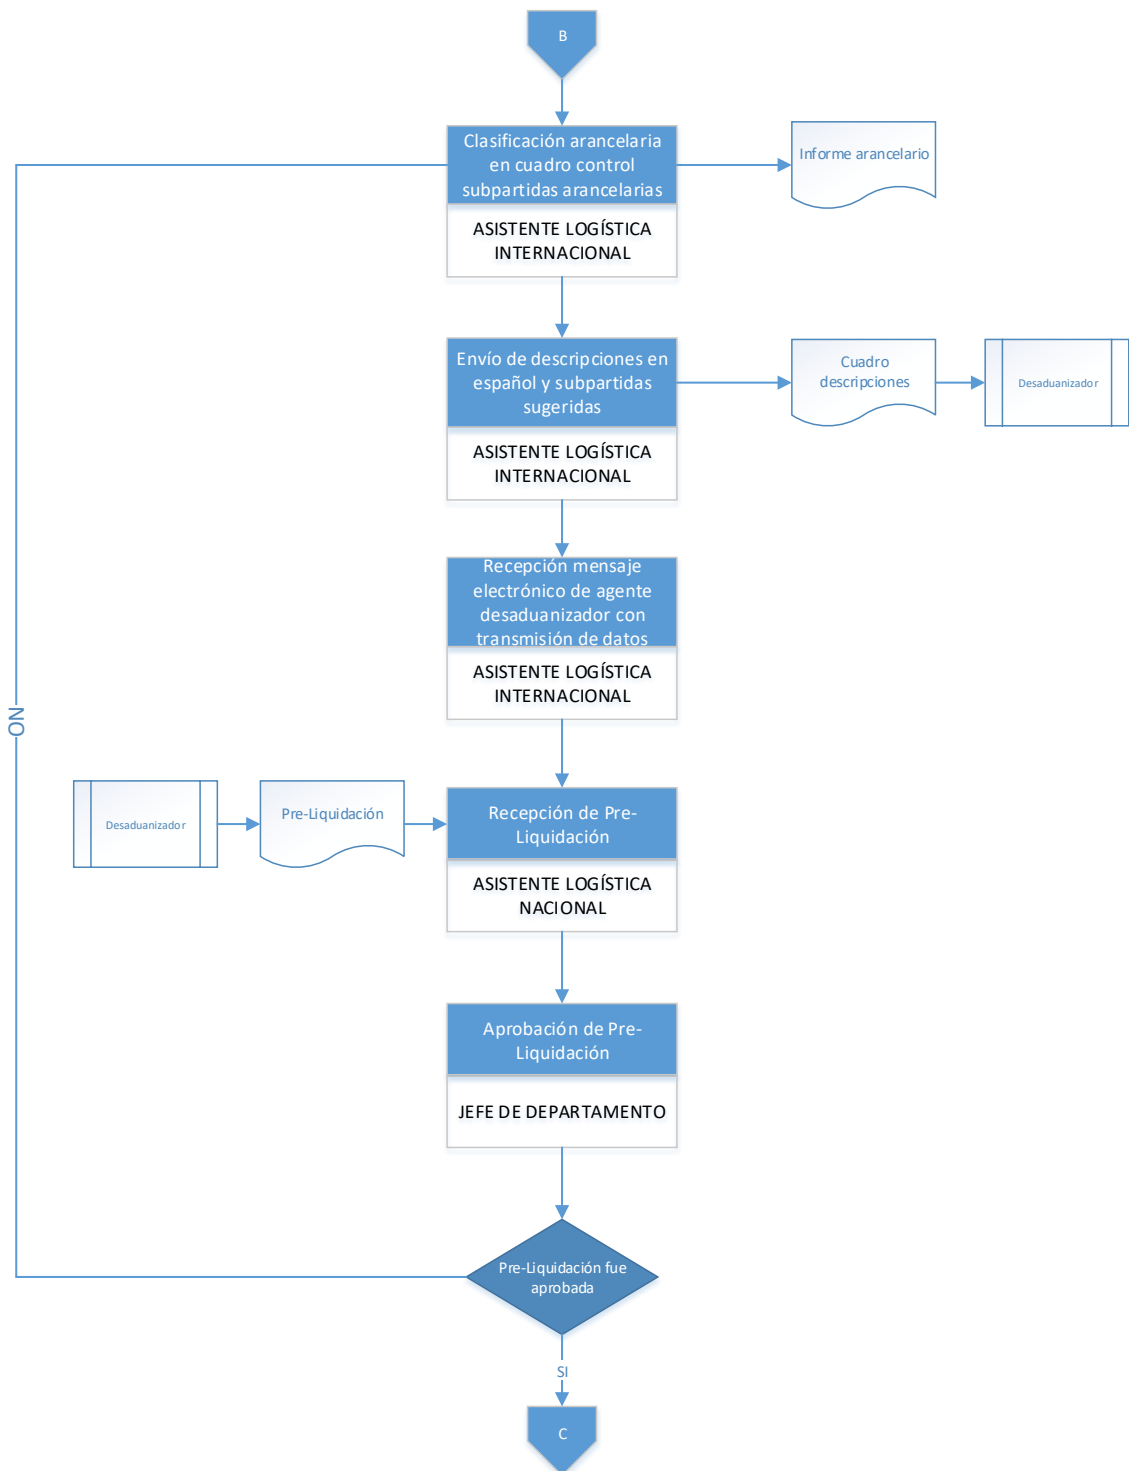 B
Clasificación arancelaria
en cuadro control
subpartidas arancelarias
Informe arancelario
ASISTENTE LOGÍSTICA
INTERNACIONAL
Envío de descripciones en
español y subpartidas
sugeridas
Cuadro
descripciones
Desaduanizador
ASISTENTE LOGÍSTICA
INTERNACIONAL
Recepción mensaje
electrónico de agente
desaduanizador con
transmisión de datos
ASISTENTE LOGÍSTICA
INTERNACIONAL
NO
Desaduanizador
Pre-Liquidación
Recepción de Pre-
Liquidación
ASISTENTE LOGÍSTICA
NACIONAL
Aprobación de Pre-
Liquidación
JEFE DE DEPARTAMENTO
Pre-Liquidación fue
aprobada
SI
C